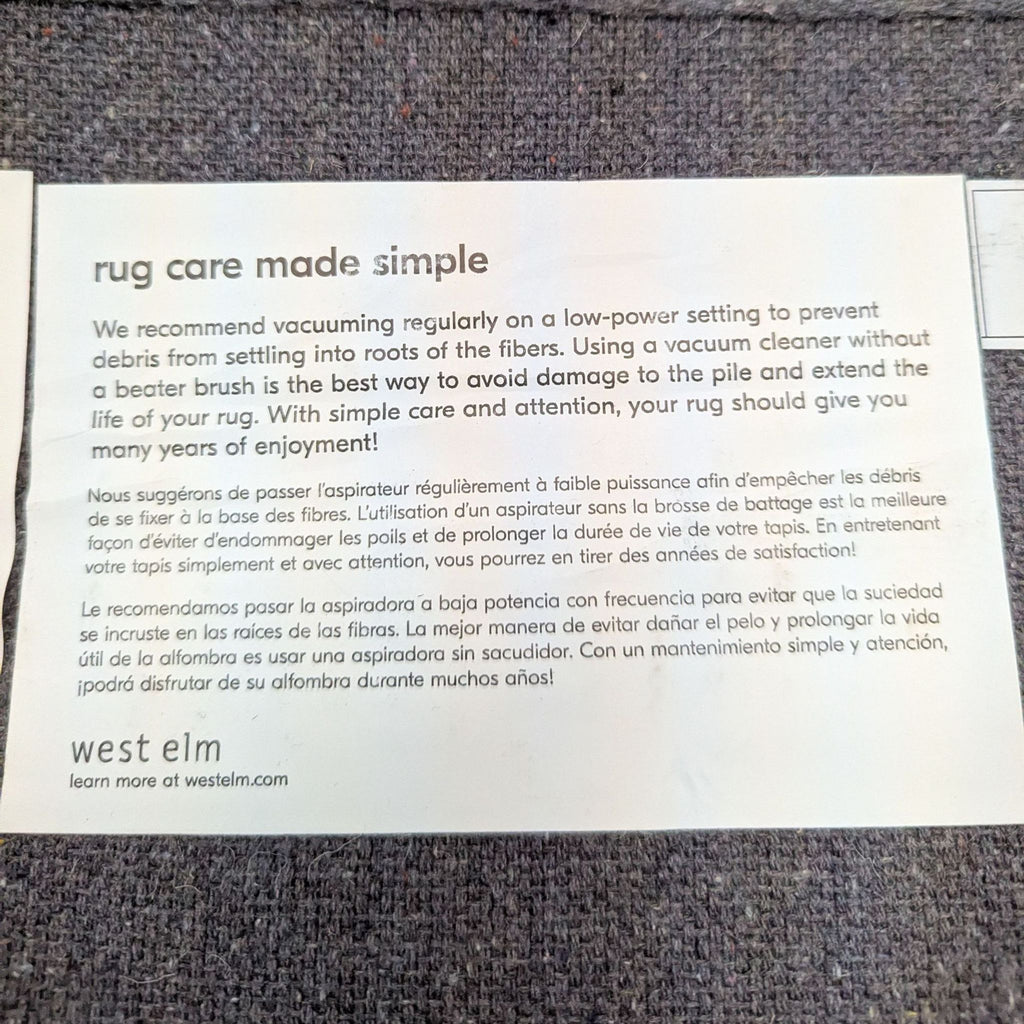 rug care made simple
We recommend vacuuming regularly on a low-power setting to prevent
debris from settling into roots of the fibers. Using a vacuum cleaner without
a beater brush is the best way to avoid damage to the pile and extend the
life of your rug. With simple care and attention, your rug should give you
many years of enjoyment!
Nous suggérons de passer l'aspirateur régulièrement à faible puissance afin d'empêcher les débris
de se fixer à la base des fibres. L'utilisation d'un aspirateur sans la brosse de battage est la meilleure
façon d'éviter d'endommager les poils et de prolonger la durée de vie de votre tapis. En entretenant
votre tapis simplement et avec attention, vous pourrez en tirer des années de satisfaction!
Le recomendamos pasar la aspiradora a baja potencia con frecuencia para evitar que la suciedad
se incruste en las raíces de las fibras. La mejor manera de evitar dañar el pelo y prolongar la vida
útil de la alfombra es usar una aspiradora sin sacudidor. Con un mantenimiento simple y atención,
¡podrá disfrutar de su alfombra durante muchos años!
west elm
learn more at westelm.com